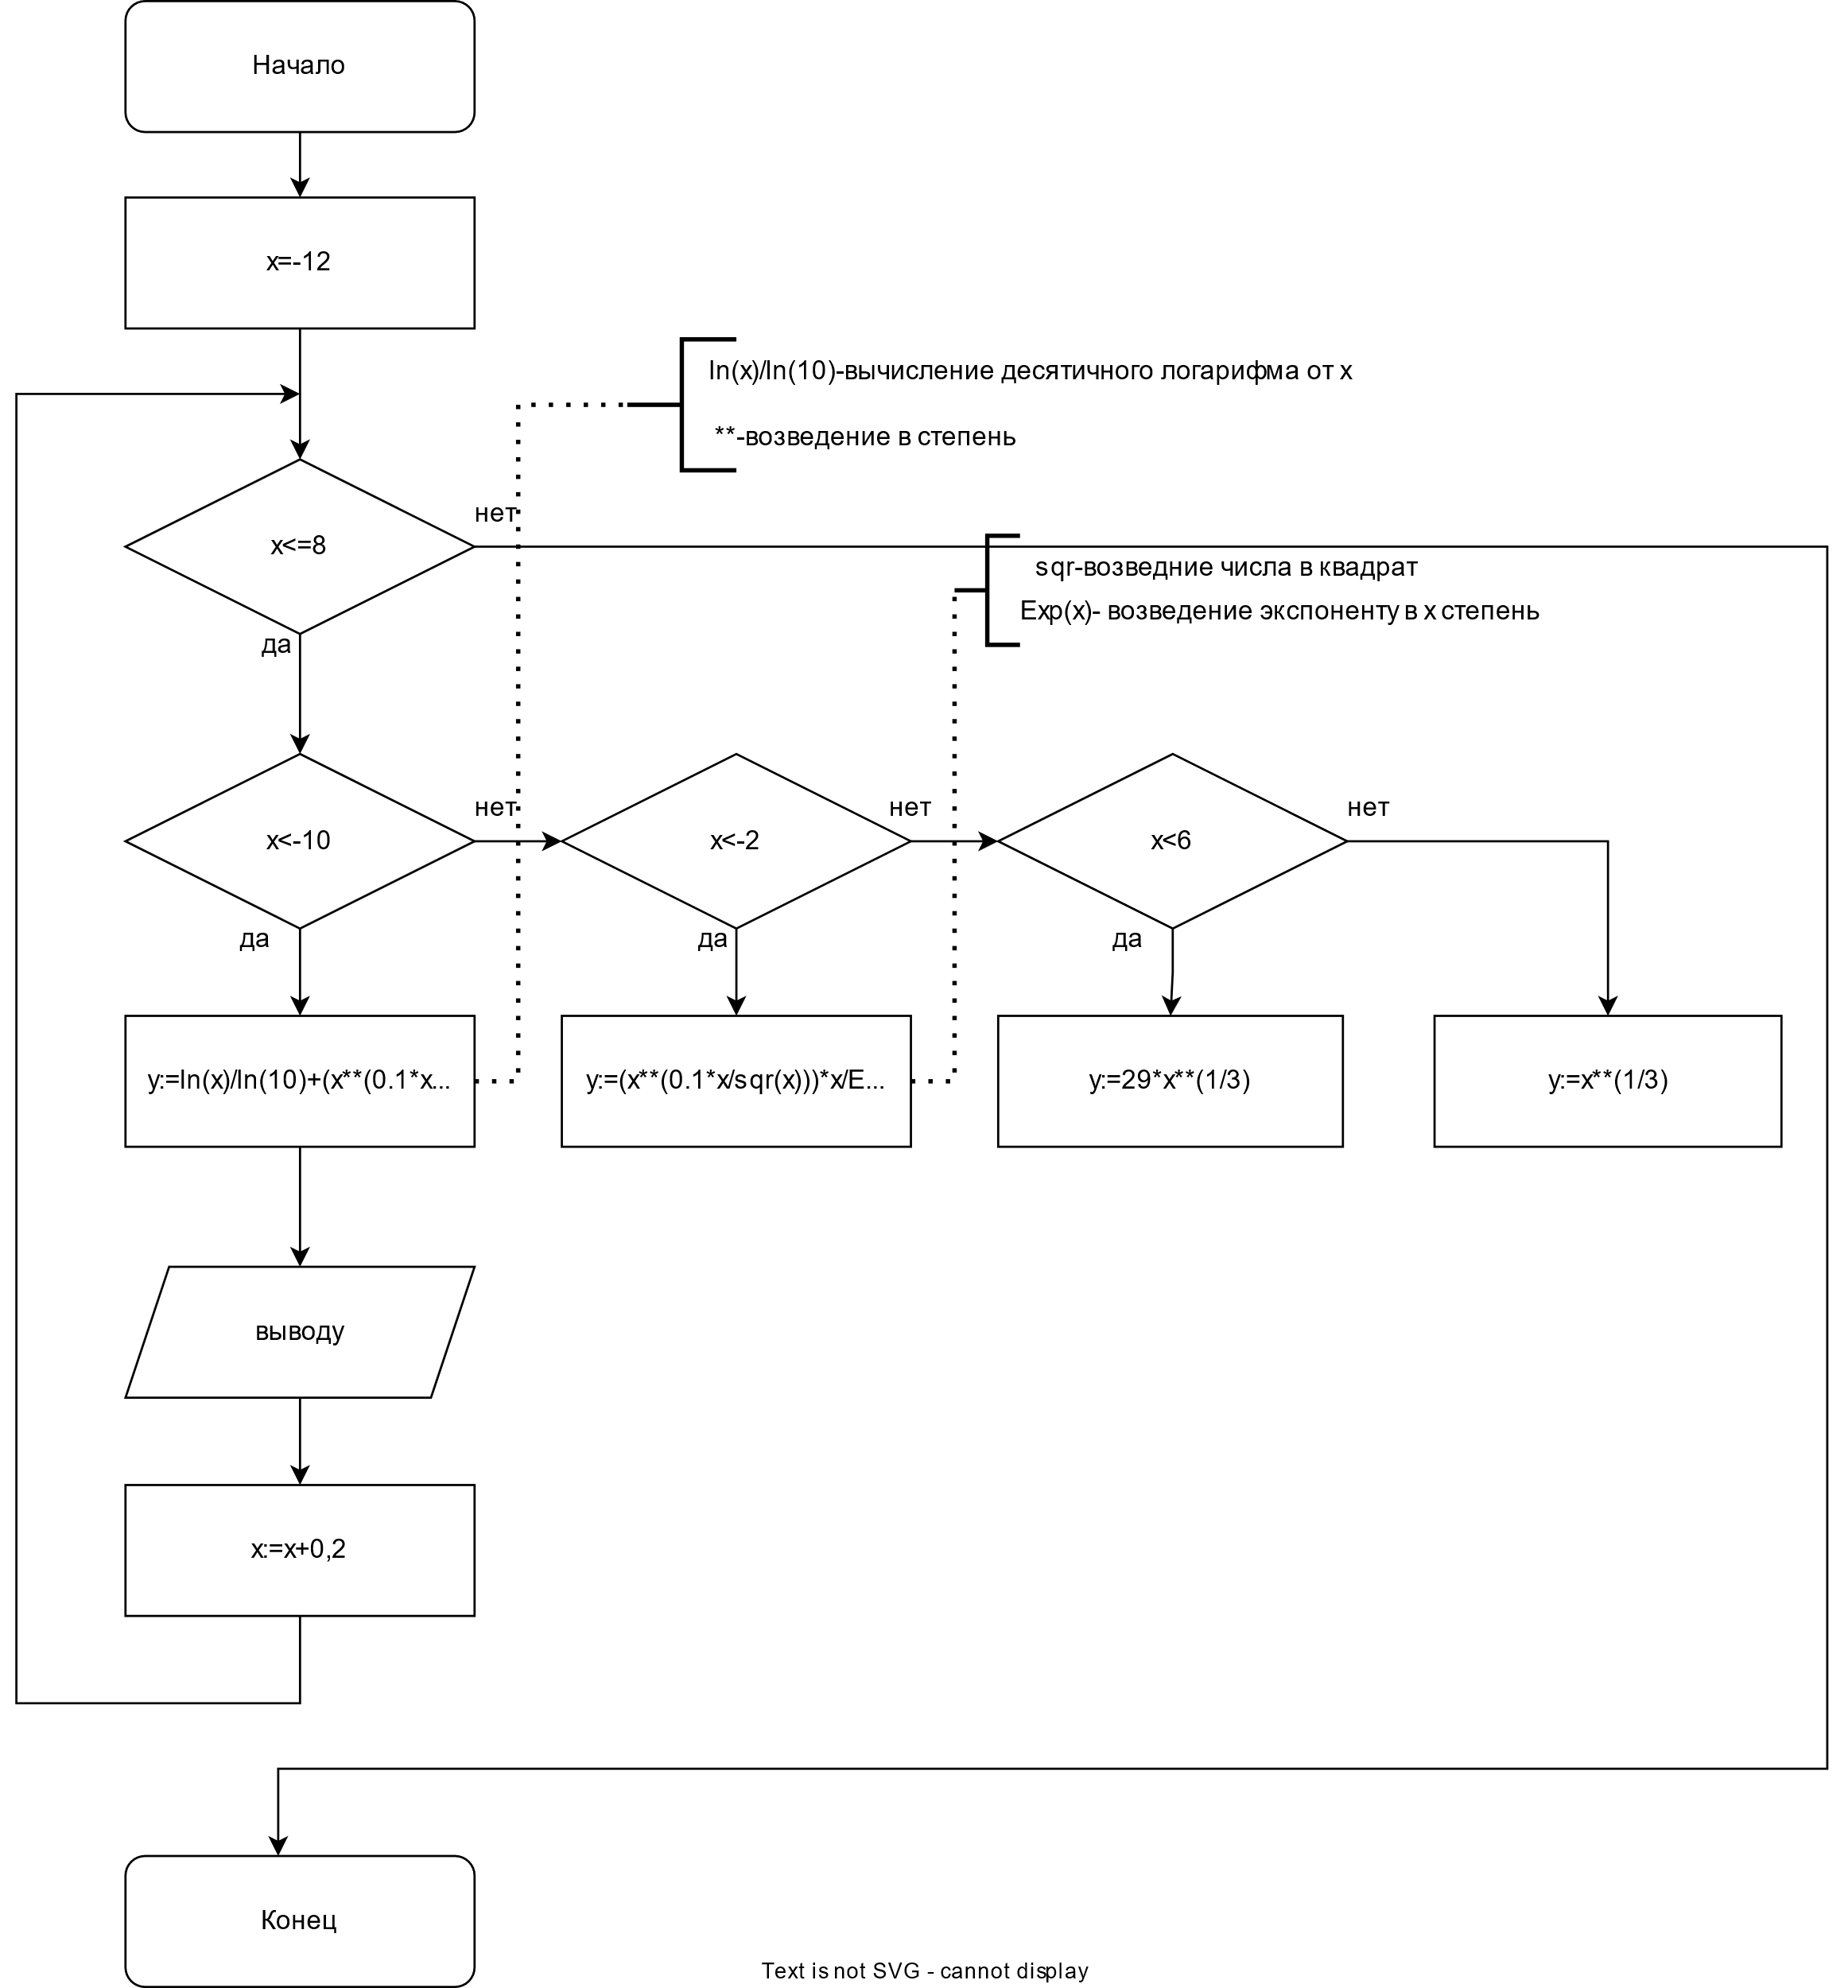 Начало
x=-12
ln(x)/ln(10)-вычисление десятичного логарифма от x
**-возведение в степень
нет
x<=8
sqr-возведние числа в квадрат
Exp(x)- возведение экспоненту в x степень
да
нет
нет
нет
x<-10
x<-2
x<6
да
да
да
y:=ln(x)/ln(10)+(x**(0.1*x...
y:=(x**(0.1*x/sqr(x)))*x/E...
y:=29*x**(1/3)
y:=x**(1/3)
выводу
x:=x+0,2
Конец
Text is not SVG - cannot display